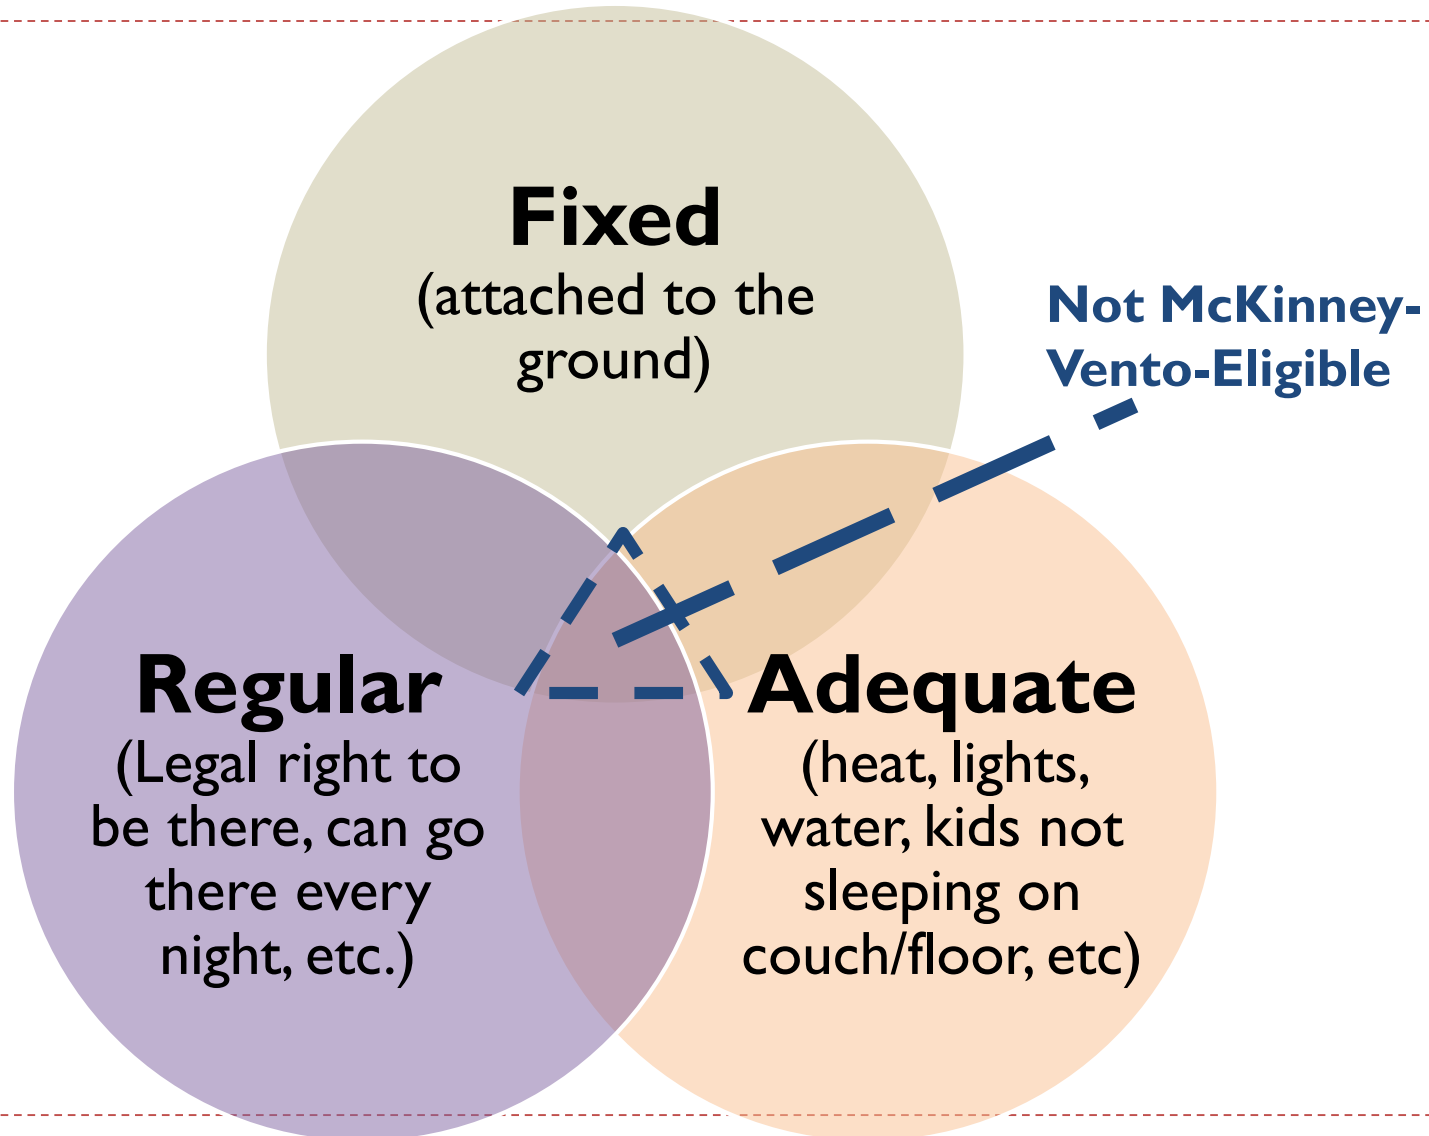 Fixed
(attached to the
ground)
Not McKinney-
Vento-Eligible
Regular
(Legal right to
be there, can go
there every
night, etc.)
Adequate
(heat, lights,
water, kids not
sleeping on
couch/floor, etc)